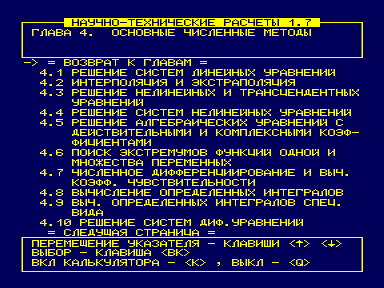 НАУЧНО-ТЕХНИЧЕСКИЕ РАСЧЕТЫ 1.7
ГЛАВА 4.  ОСНОВНЫЕ ЧИСЛЕННЫЕ МЕТОДЫ
-> = ВОЗВРАТ К ГЛАВАМ =
4.1 РЕШЕНИЕ СИСТЕМ ЛИНЕЙНЫХ УРАВНЕНИЙ
4.2 ИНТЕРПОЛЯЦИЯ И ЭКСТРАПОЛЯЦИЯ
4.3 РЕШЕНИЕ НЕЛИНЕЙНЫХ И ТРАНСЦЕНДЕНТНЫХ
УРАВНЕНИЙ
4.4 РЕШЕНИЕ СИСТЕМ НЕЛИНЕЙНЫХ УРАВНЕНИЙ
4.5 РЕШЕНИЕ АЛГЕБРАИЧЕСКИХ УРАВНЕНИЙ С
ДЕЙСТВИТЕЛЬНЫМИ И КОМПЛЕКСНЫМИ КОЭФ-
ФИЦИЕНТАМИ
4.6 ПОИСК ЭКСТРЕМУМОВ ФУНКЦИЙ ОДНОЙ И
МНОЖЕСТВА ПЕРЕМЕННЫХ
4.7 ЧИСЛЕННОЕ ДИФФЕРЕНЦИИРОВАНИЕ И ВЫЧ.
КОЭФФ. ЧУВСТВИТЕЛЬНОСТИ
4.8 ВЫЧИСЛЕНИЕ ОПРЕДЕЛЕННЫХ ИНТЕГРАЛОВ
4.9 ВЫЧ. ОПРЕДЕЛЕННЫХ ИНТЕГРАЛОВ СПЕЦ.
ВИДА
4.10 РЕШЕНИЕ СИСТЕМ ДИФ.УРАВНЕНИЙ
= СЛЕДУЩАЯ СТРАНИЦА =
ПЕРЕМЕЩЕНИЕ УКАЗАТЕЛЯ - КЛАВИШИ <↑> <↓>
ВЫБОР - КЛАВИША <ВК>
ВКЛ КАЛЬКУЛЯТОРА - <K> , ВЫКЛ - <Q>